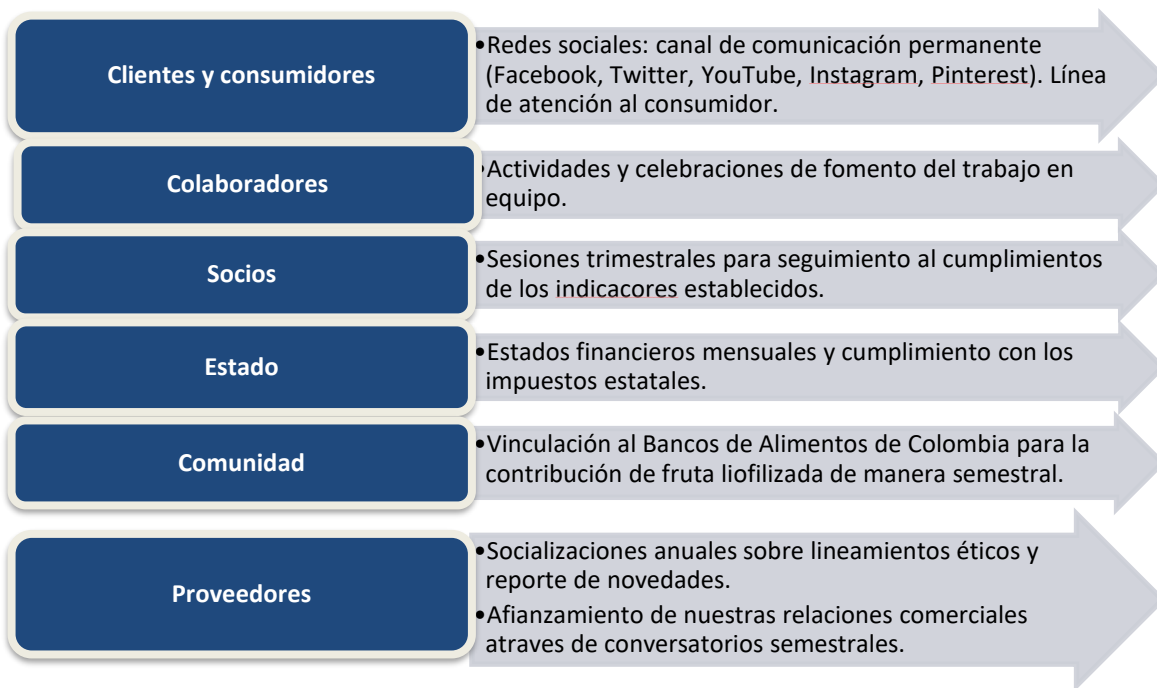 Clientes y consumidores
•Redes sociales: canal de comunicación permanente
(Facebook, Twitter, YouTube, Instagram, Pinterest). Línea
de atención al consumidor.
Colaboradores
•Actividades y celebraciones de fomento del trabajo en
equipo.
Socios
•Sesiones trimestrales para seguimiento al cumplimientos
de los indicacores establecidos.
Estado
•Estados financieros mensuales y cumplimiento con los
impuestos estatales.
Comunidad
•Vinculación al Bancos de Alimentos de Colombia para la
contribución de fruta liofilizada de manera semestral.
Proveedores
•Socializaciones anuales sobre lineamientos éticos y
reporte de novedades.
•Afianzamiento de nuestras relaciones comerciales
atraves de conversatorios semestrales.